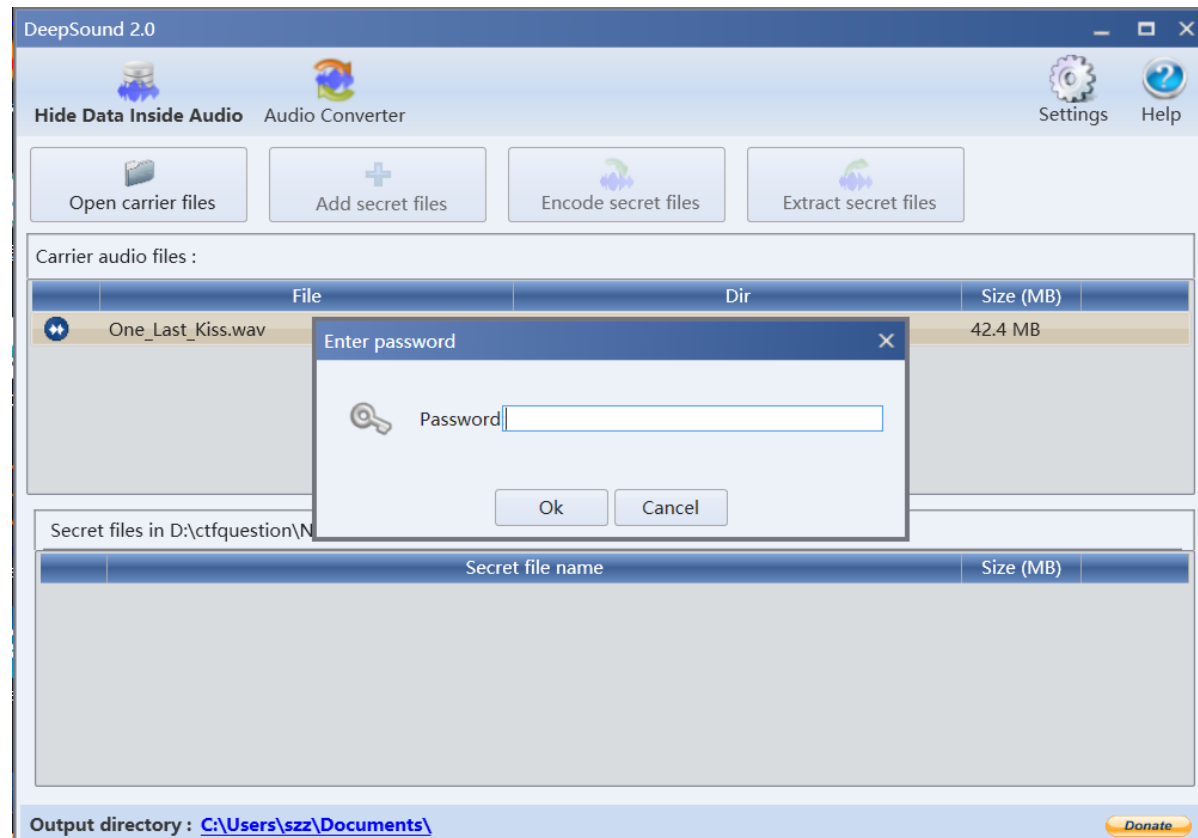 DeepSound 2.0
Hide Data Inside Audio Audio Converter Settings Help
Open carrier files Add secret files Encode secret files Extract secret files
Carrier audio files :
File Dir Size (MB)
One_Last_Kiss.wav 42.4 MB
Enter password
Password
Ok Cancel
Secret files in D:\ctfquestion\N
Secret file name Size (MB)
Output directory : C:\Users\szz\Documents\ Donate